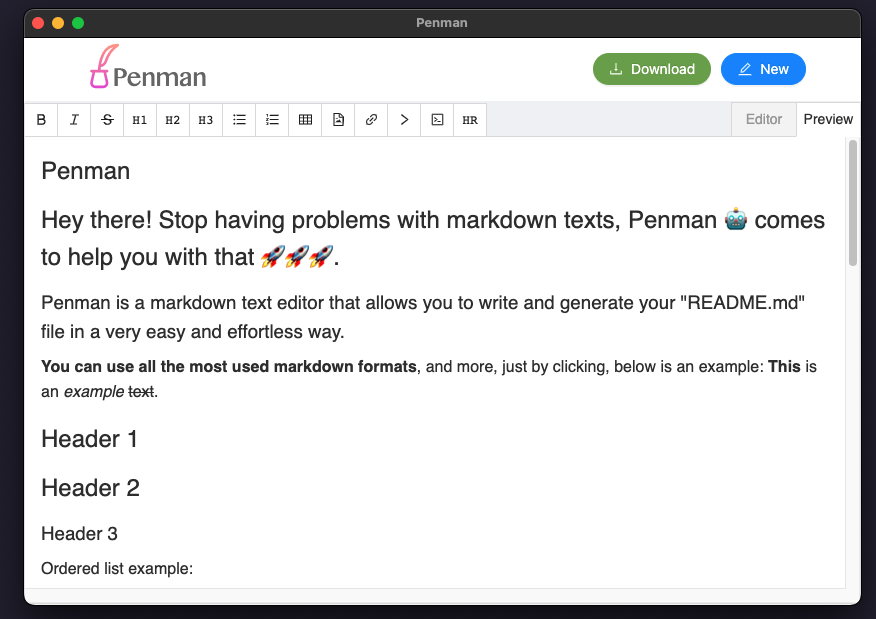 Penman
Penman
Download
New
B I S H1 H2 H3 HR
Editor Preview
Penman
Hey there! Stop having problems with markdown texts, Penman 🤖 comes
to help you with that 🚀🚀🚀.
Penman is a markdown text editor that allows you to write and generate your "README.md"
file in a very easy and effortless way.
You can use all the most used markdown formats, and more, just by clicking, below is an example: This is
an example text.
Header 1
Header 2
Header 3
Ordered list example: